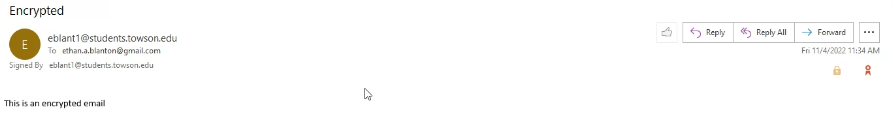 Encrypted
E
eblant1@students.towson.edu
To ethan.a.blanton@gmail.com
Signed By eblant1@students.towson.edu
Reply
Reply All
Forward
Fri 11/4/2022 11:34 AM
This is an encrypted email